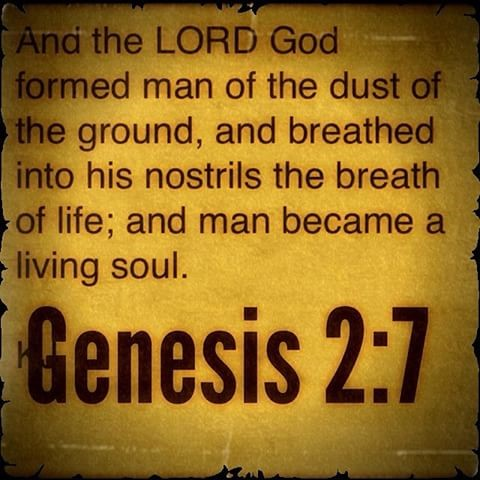 And the LORD God
formed man of the dust of
the ground, and breathed
into his nostrils the breath
of life; and man became a
living soul.
Genesis 2:7